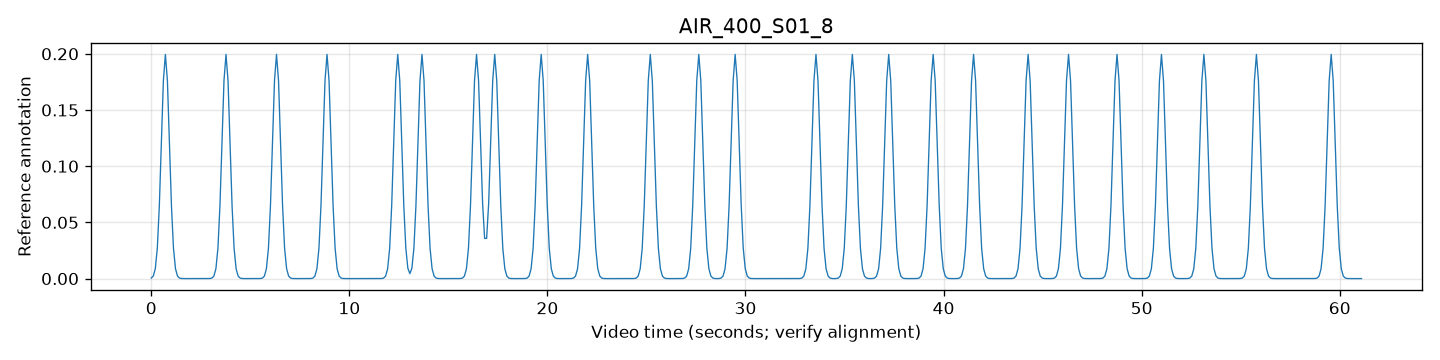 AIR_400_S01_8
Reference annotation
0.20
0.15
0.10
0.05
0.00
0 10 20 30 40 50 60
Video time (seconds; verify alignment)